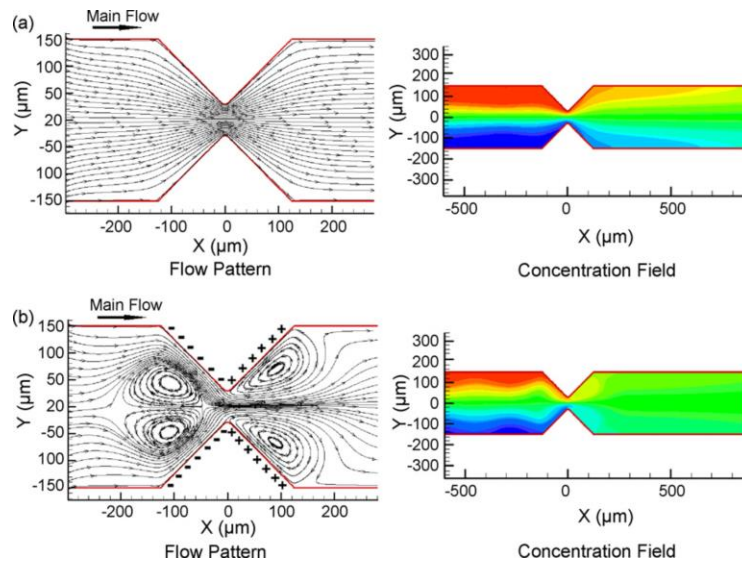 (a) Main Flow
150
100
50
20
-50
100
-150
Y (µm)
-200 -100 0 100 200
X (µm)
Flow Pattern
300
200
100
0
-100
-200
-300
Y (µm)
-500 0 500
X (µm)
Concentration Field
(b) Main Flow
150
100
50
20
-50
100
-150
Y (µm)
-200 -100 0 100 200
X (µm)
Flow Pattern
300
200
100
0
-100
-200
-300
Y (µm)
-500 0 500
X (µm)
Concentration Field